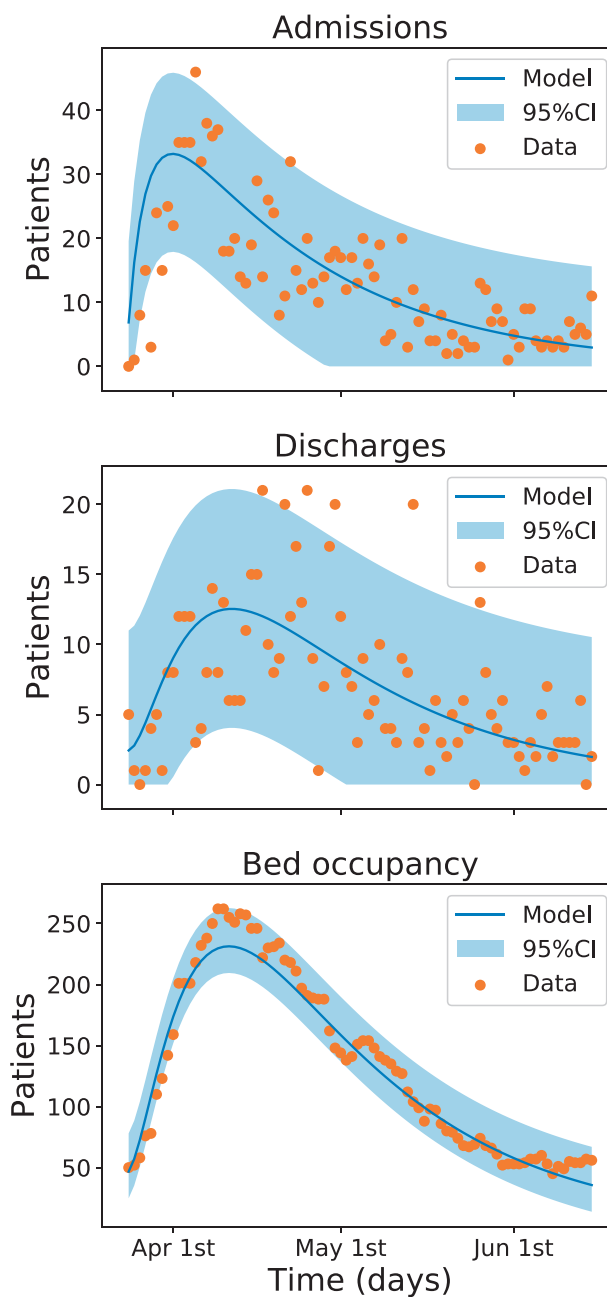 Admissions
Model
95%CI
Data
40
30
20
10
0
Patients
Discharges
Model
95%CI
Data
20
15
10
5
0
Patients
Bed occupancy
Model
95%CI
Data
250
200
150
100
50
Patients
Apr 1st May 1st Jun 1st
Time (days)